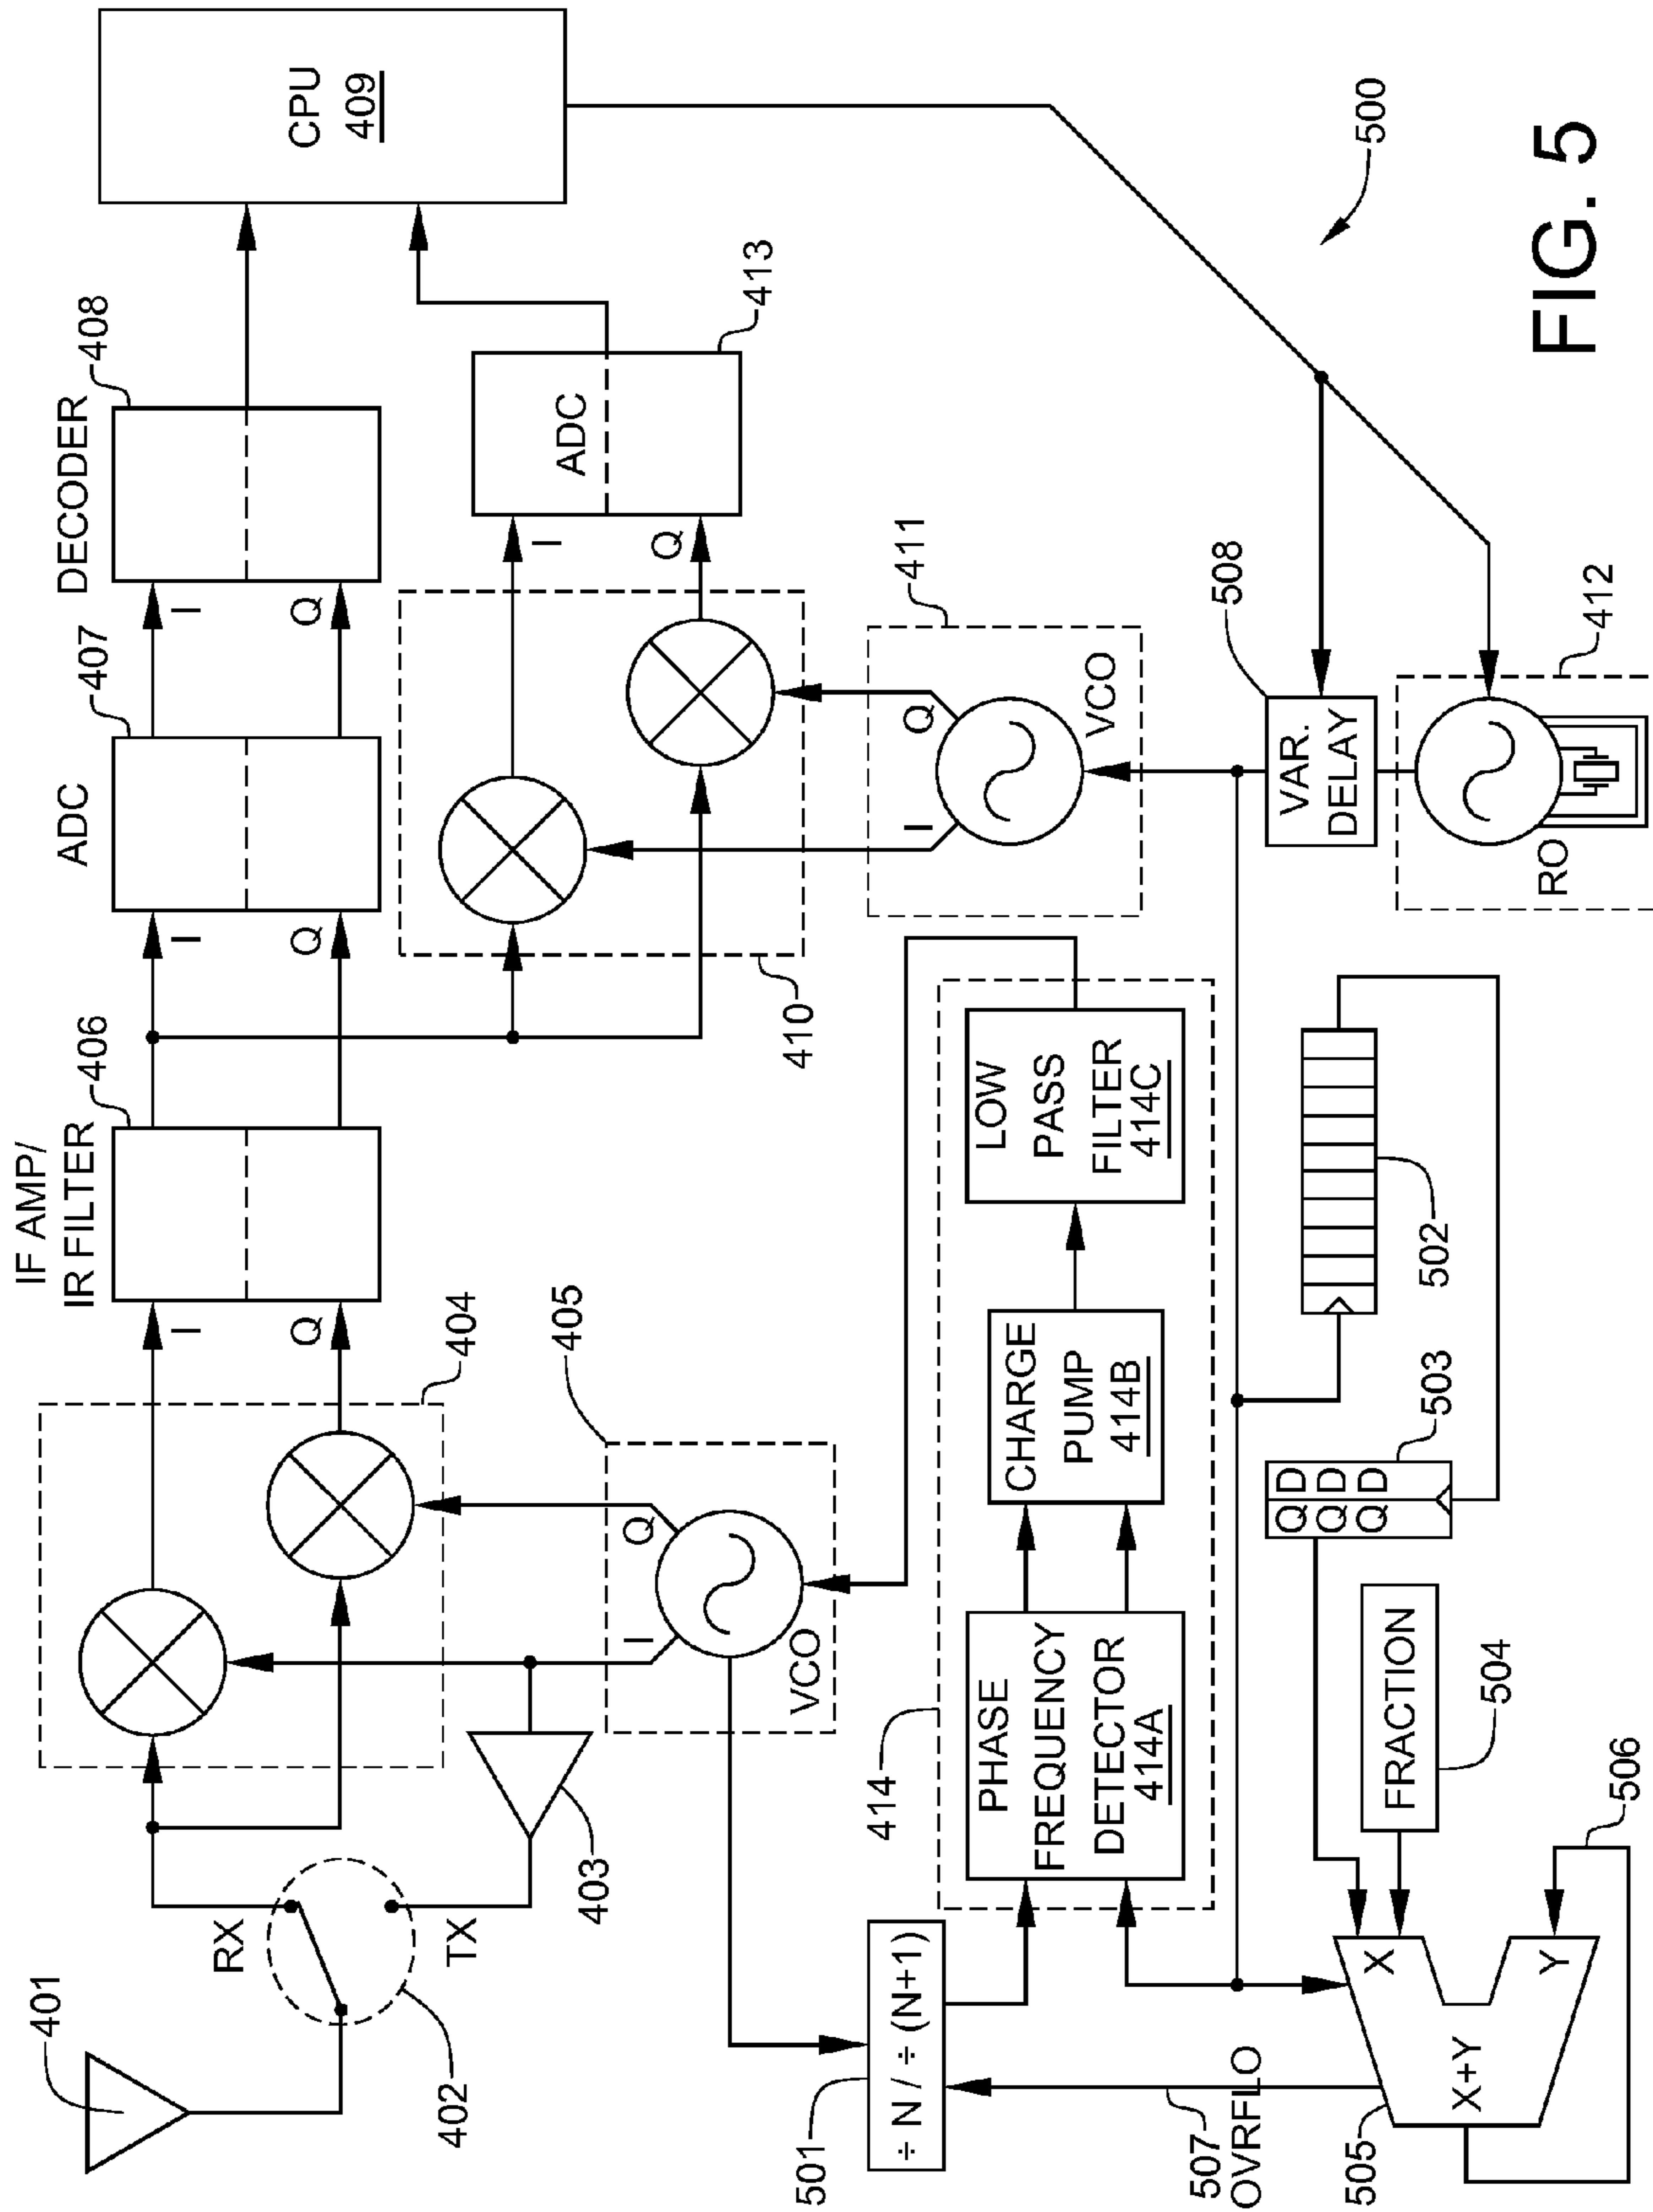 401
402
RX
TX
403
404
I
Q
405
I
Q
VCO
IF AMP/
IR FILTER
406
I
Q
ADC
407
I
Q
DECODER
408
CPU
409
410
I
Q
ADC
413
411
I
Q
VCO
508
VAR.
DELAY
412
RO
500
414
PHASE
FREQUENCY
DETECTOR
414A
CHARGE
PUMP
414B
LOW
PASS
FILTER
414C
501
÷ N / ÷ (N+1)
507
OVRFLO
505
X
Y
X+Y
506
FRACTION
504
Q D
Q D
Q D
503
502
FIG. 5